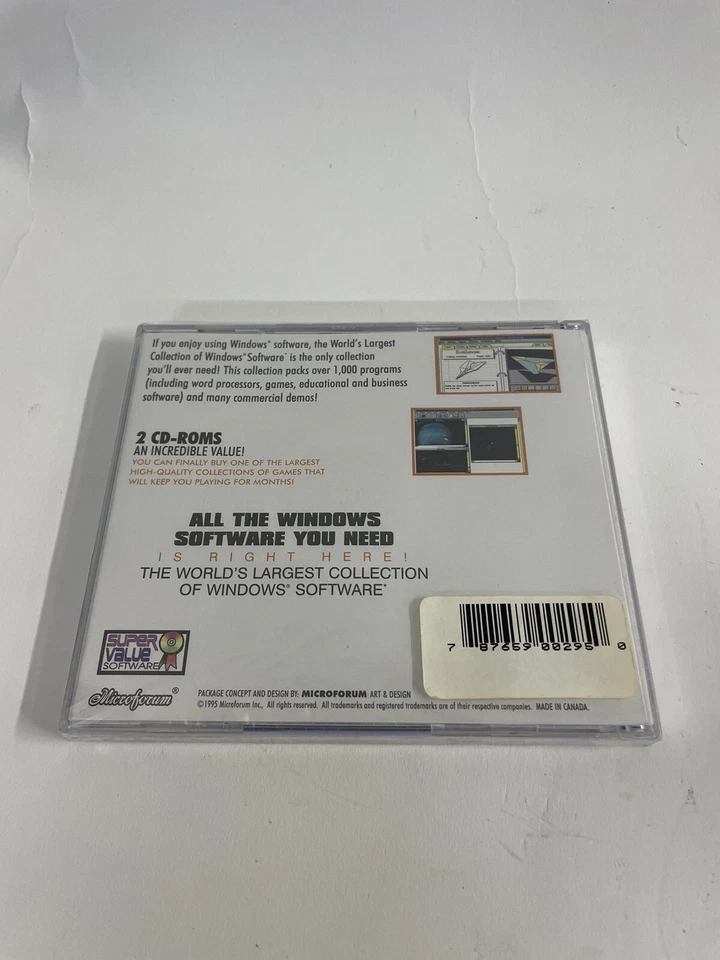 If you enjoy using Windows® software, the World's Largest
Collection of Windows® Software* is the only collection
you'll ever need! This collection packs over 1,000 programs
(including word processors, games, educational and business
software) and many commercial demos!
2 CD-ROMS
AN INCREDIBLE VALUE!
YOU CAN FINALLY BUY ONE OF THE LARGEST
HIGH-QUALITY COLLECTIONS OF GAMES THAT
WILL KEEP YOU PLAYING FOR MONTHS!
ALL THE WINDOWS
SOFTWARE YOU NEED
IS RIGHT HERE!
THE WORLD'S LARGEST COLLECTION
OF WINDOWS® SOFTWARE*
7 87659 00295 0
SUPER
VALUE
SOFTWARE
Microforum®
PACKAGE CONCEPT AND DESIGN BY: MICROFORUM ART & DESIGN
©1995 Microforum Inc., All rights reserved. All trademarks and registered trademarks are of their respective companies. MADE IN CANADA.